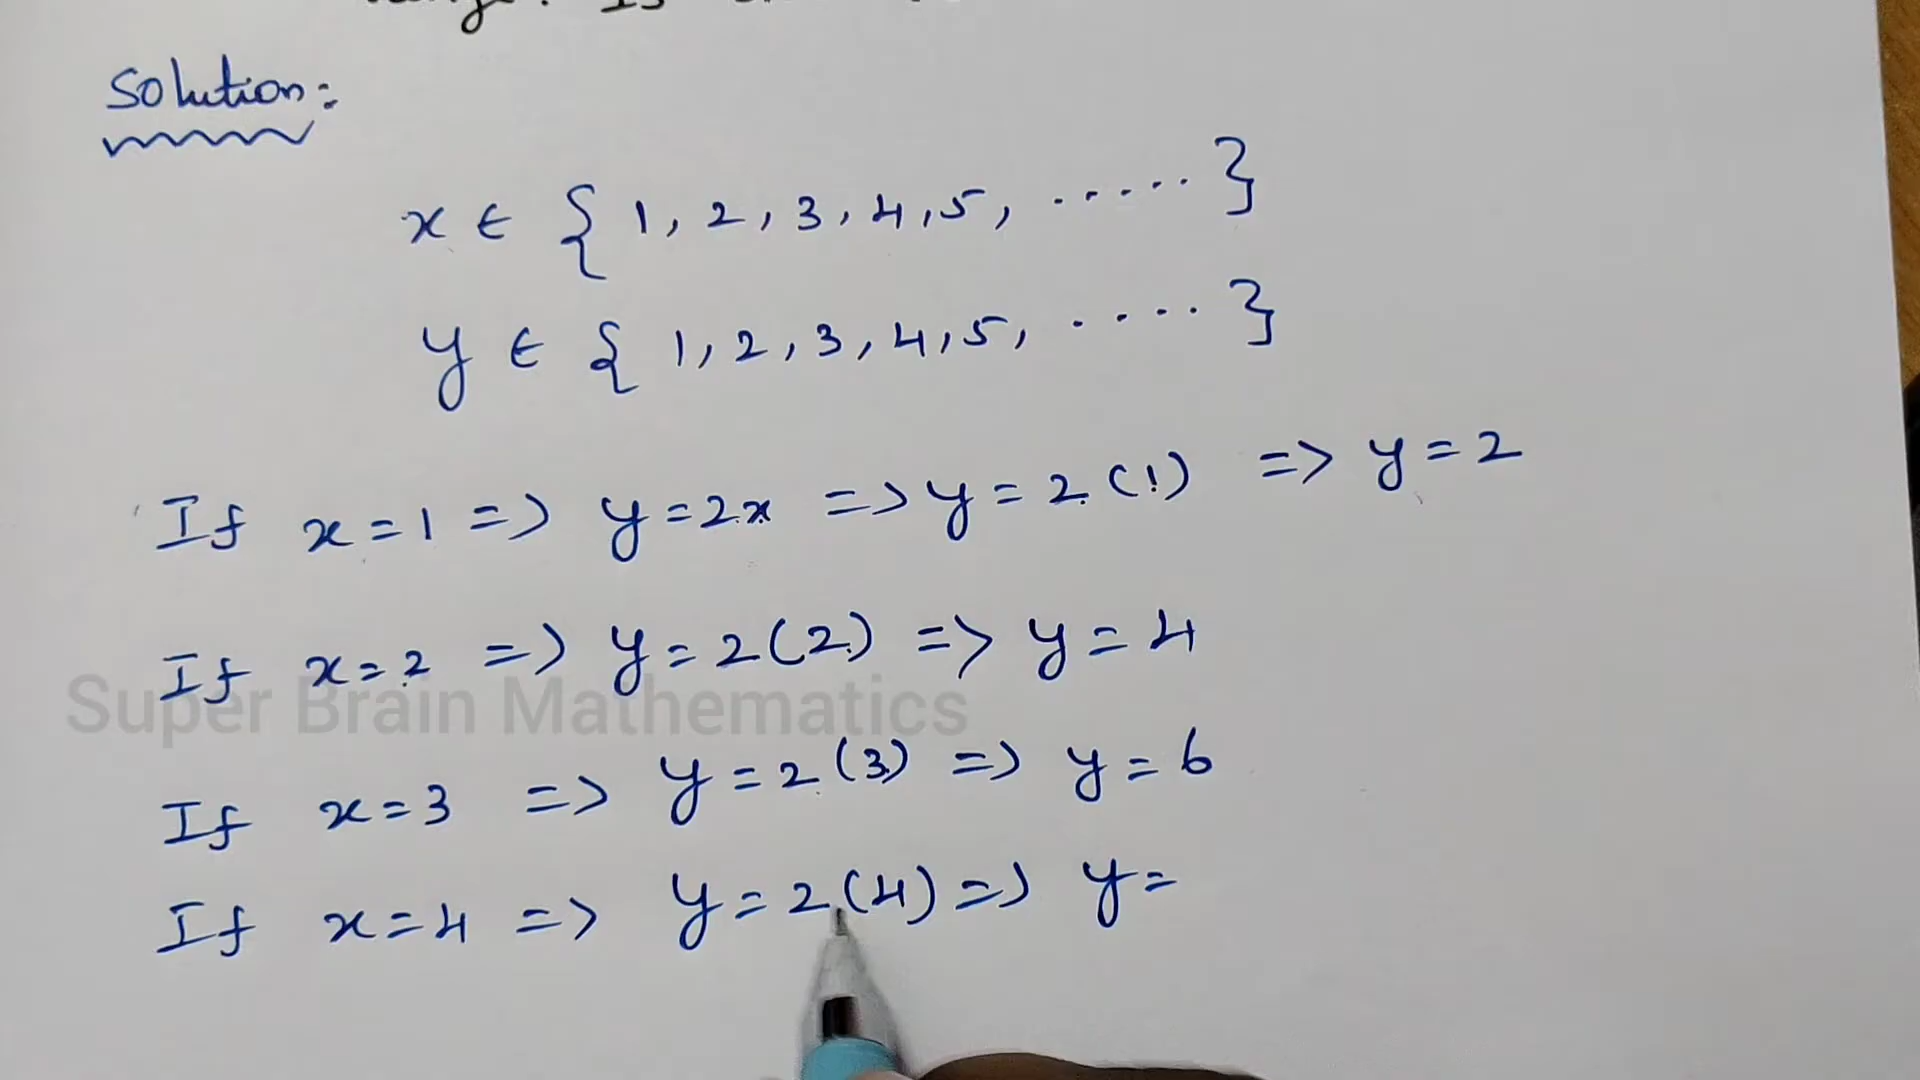 Solution:
x ∈ { 1, 2, 3, 4, 5, ..... }
y ∈ { 1, 2, 3, 4, 5, .... }
If x = 1 => y = 2x => y = 2 (1) => y = 2
If x = 2 => y = 2 (2) => y = 4
Super Brain Mathematics
If x = 3 => y = 2 (3) => y = 6
If x = 4 => y = 2 (4) => y =